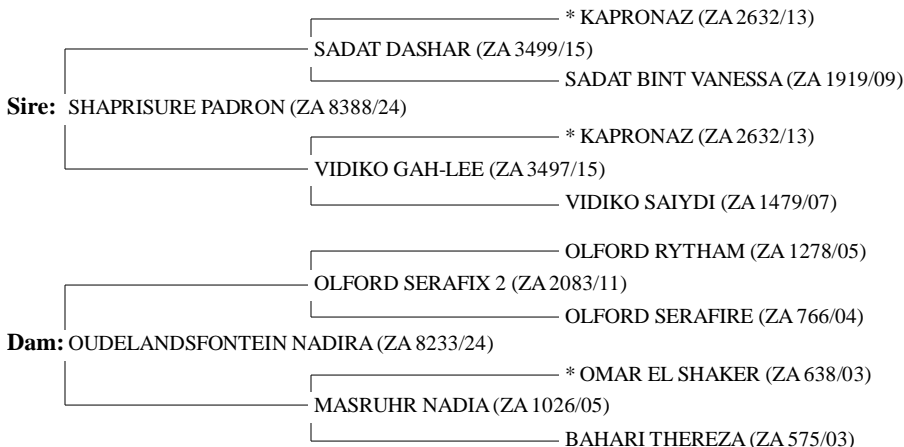 * KAPRONAZ (ZA 2632/13)
SADAT DASHAR (ZA 3499/15)
SADAT BINT VANESSA (ZA 1919/09)
Sire: SHAPRISURE PADRON (ZA 8388/24)
* KAPRONAZ (ZA 2632/13)
VIDIKO GAH-LEE (ZA 3497/15)
VIDIKO SAIYDI (ZA 1479/07)
OLFORD RYTHAM (ZA 1278/05)
OLFORD SERAFIX 2 (ZA 2083/11)
OLFORD SERAFIRE (ZA 766/04)
Dam: OUDELANDSFONTEIN NADIRA (ZA 8233/24)
* OMAR EL SHAKER (ZA 638/03)
MASRUHR NADIA (ZA 1026/05)
BAHARI THEREZA (ZA 575/03)